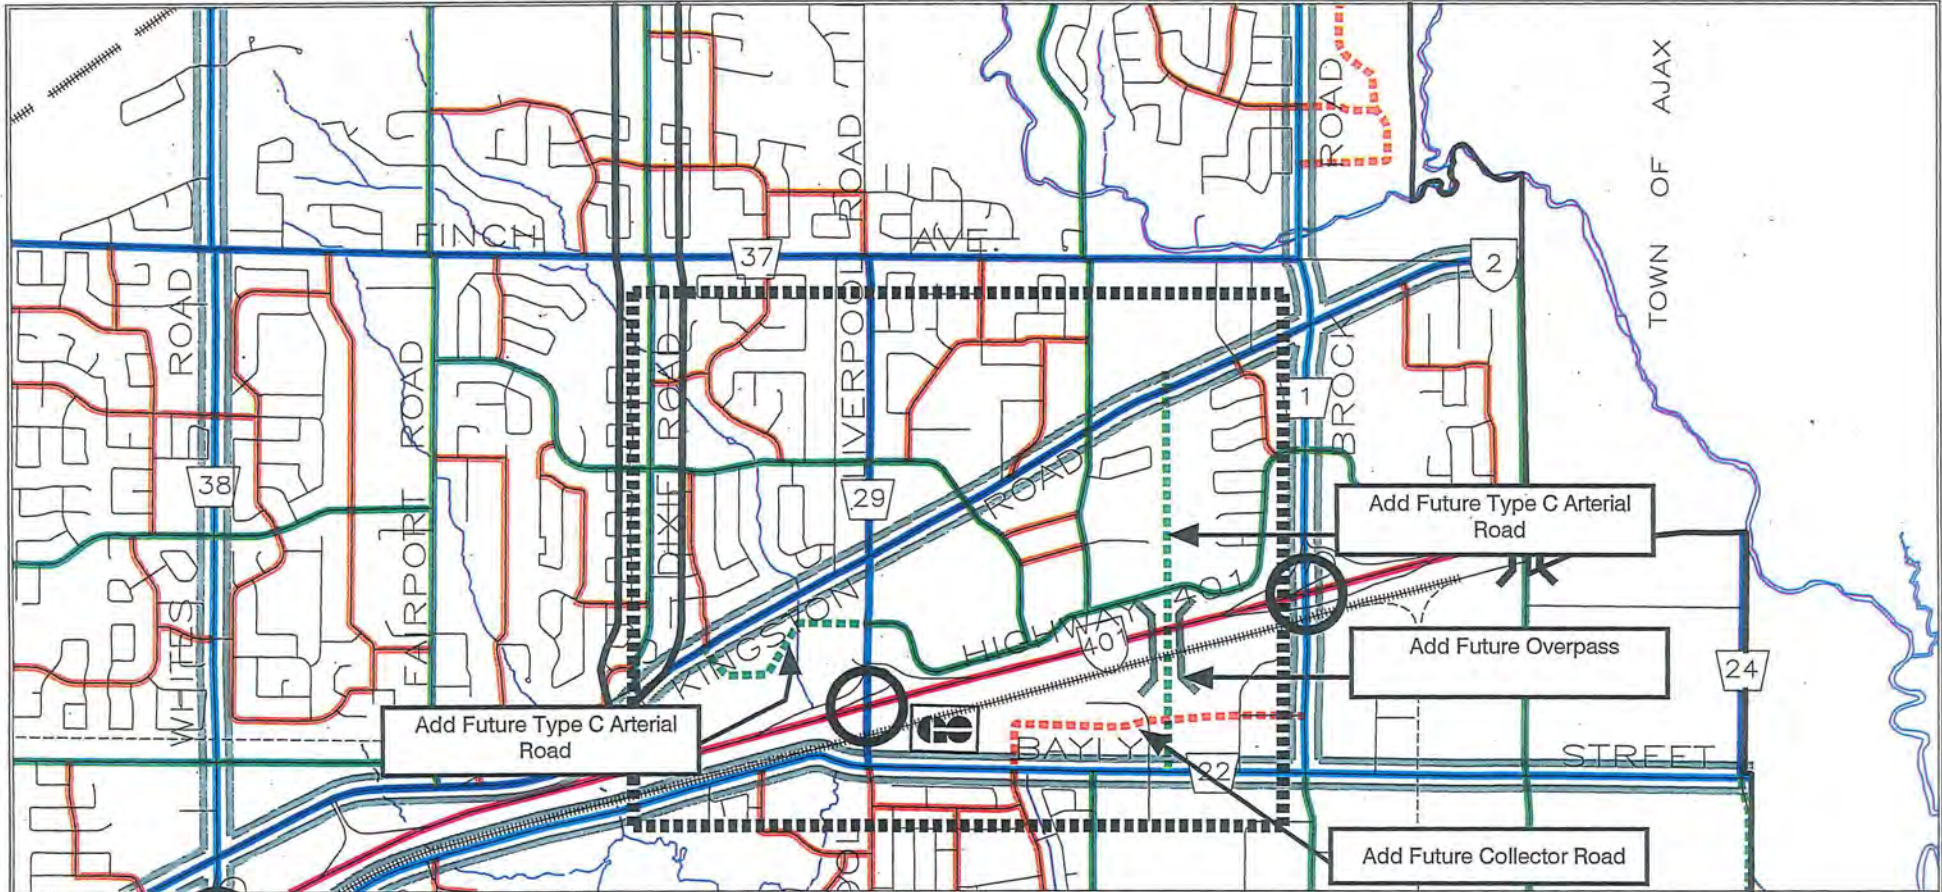 TOWN OF AJAX
ROAD
ROAD
FINCH AVE.
37
2
ROAD
ROAD
ROAD
LIVERPOOL
BROCK
1
38
29
ROAD
Add Future Type C Arterial
Road
FAIRPORT
DIXIE
401
HIGHWAY
401
KINGSTON
Add Future Overpass
WHITES
24
Add Future Type C Arterial
Road
GO
BAYLY
STREET
22
Add Future Collector Road